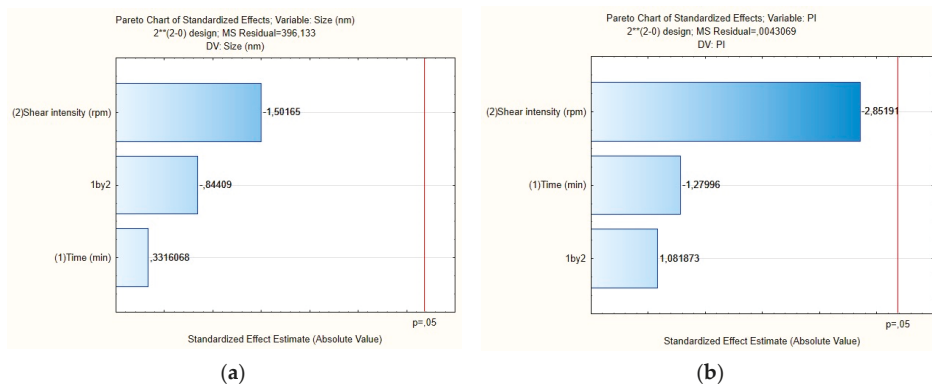 Pareto Chart of Standardized Effects; Variable: Size (nm)
2**(2-0) design; MS Residual=396,133
DV: Size (nm)
(2)Shear intensity (rpm)
-1,50165
1by2
-,84409
(1)Time (min)
,3316068
p=,05
Standardized Effect Estimate (Absolute Value)
(a)
Pareto Chart of Standardized Effects; Variable: PI
2**(2-0) design; MS Residual=,0043069
DV: PI
(2)Shear intensity (rpm)
-2,85191
(1)Time (min)
-1,27996
1by2
1,081873
p=,05
Standardized Effect Estimate (Absolute Value)
(b)